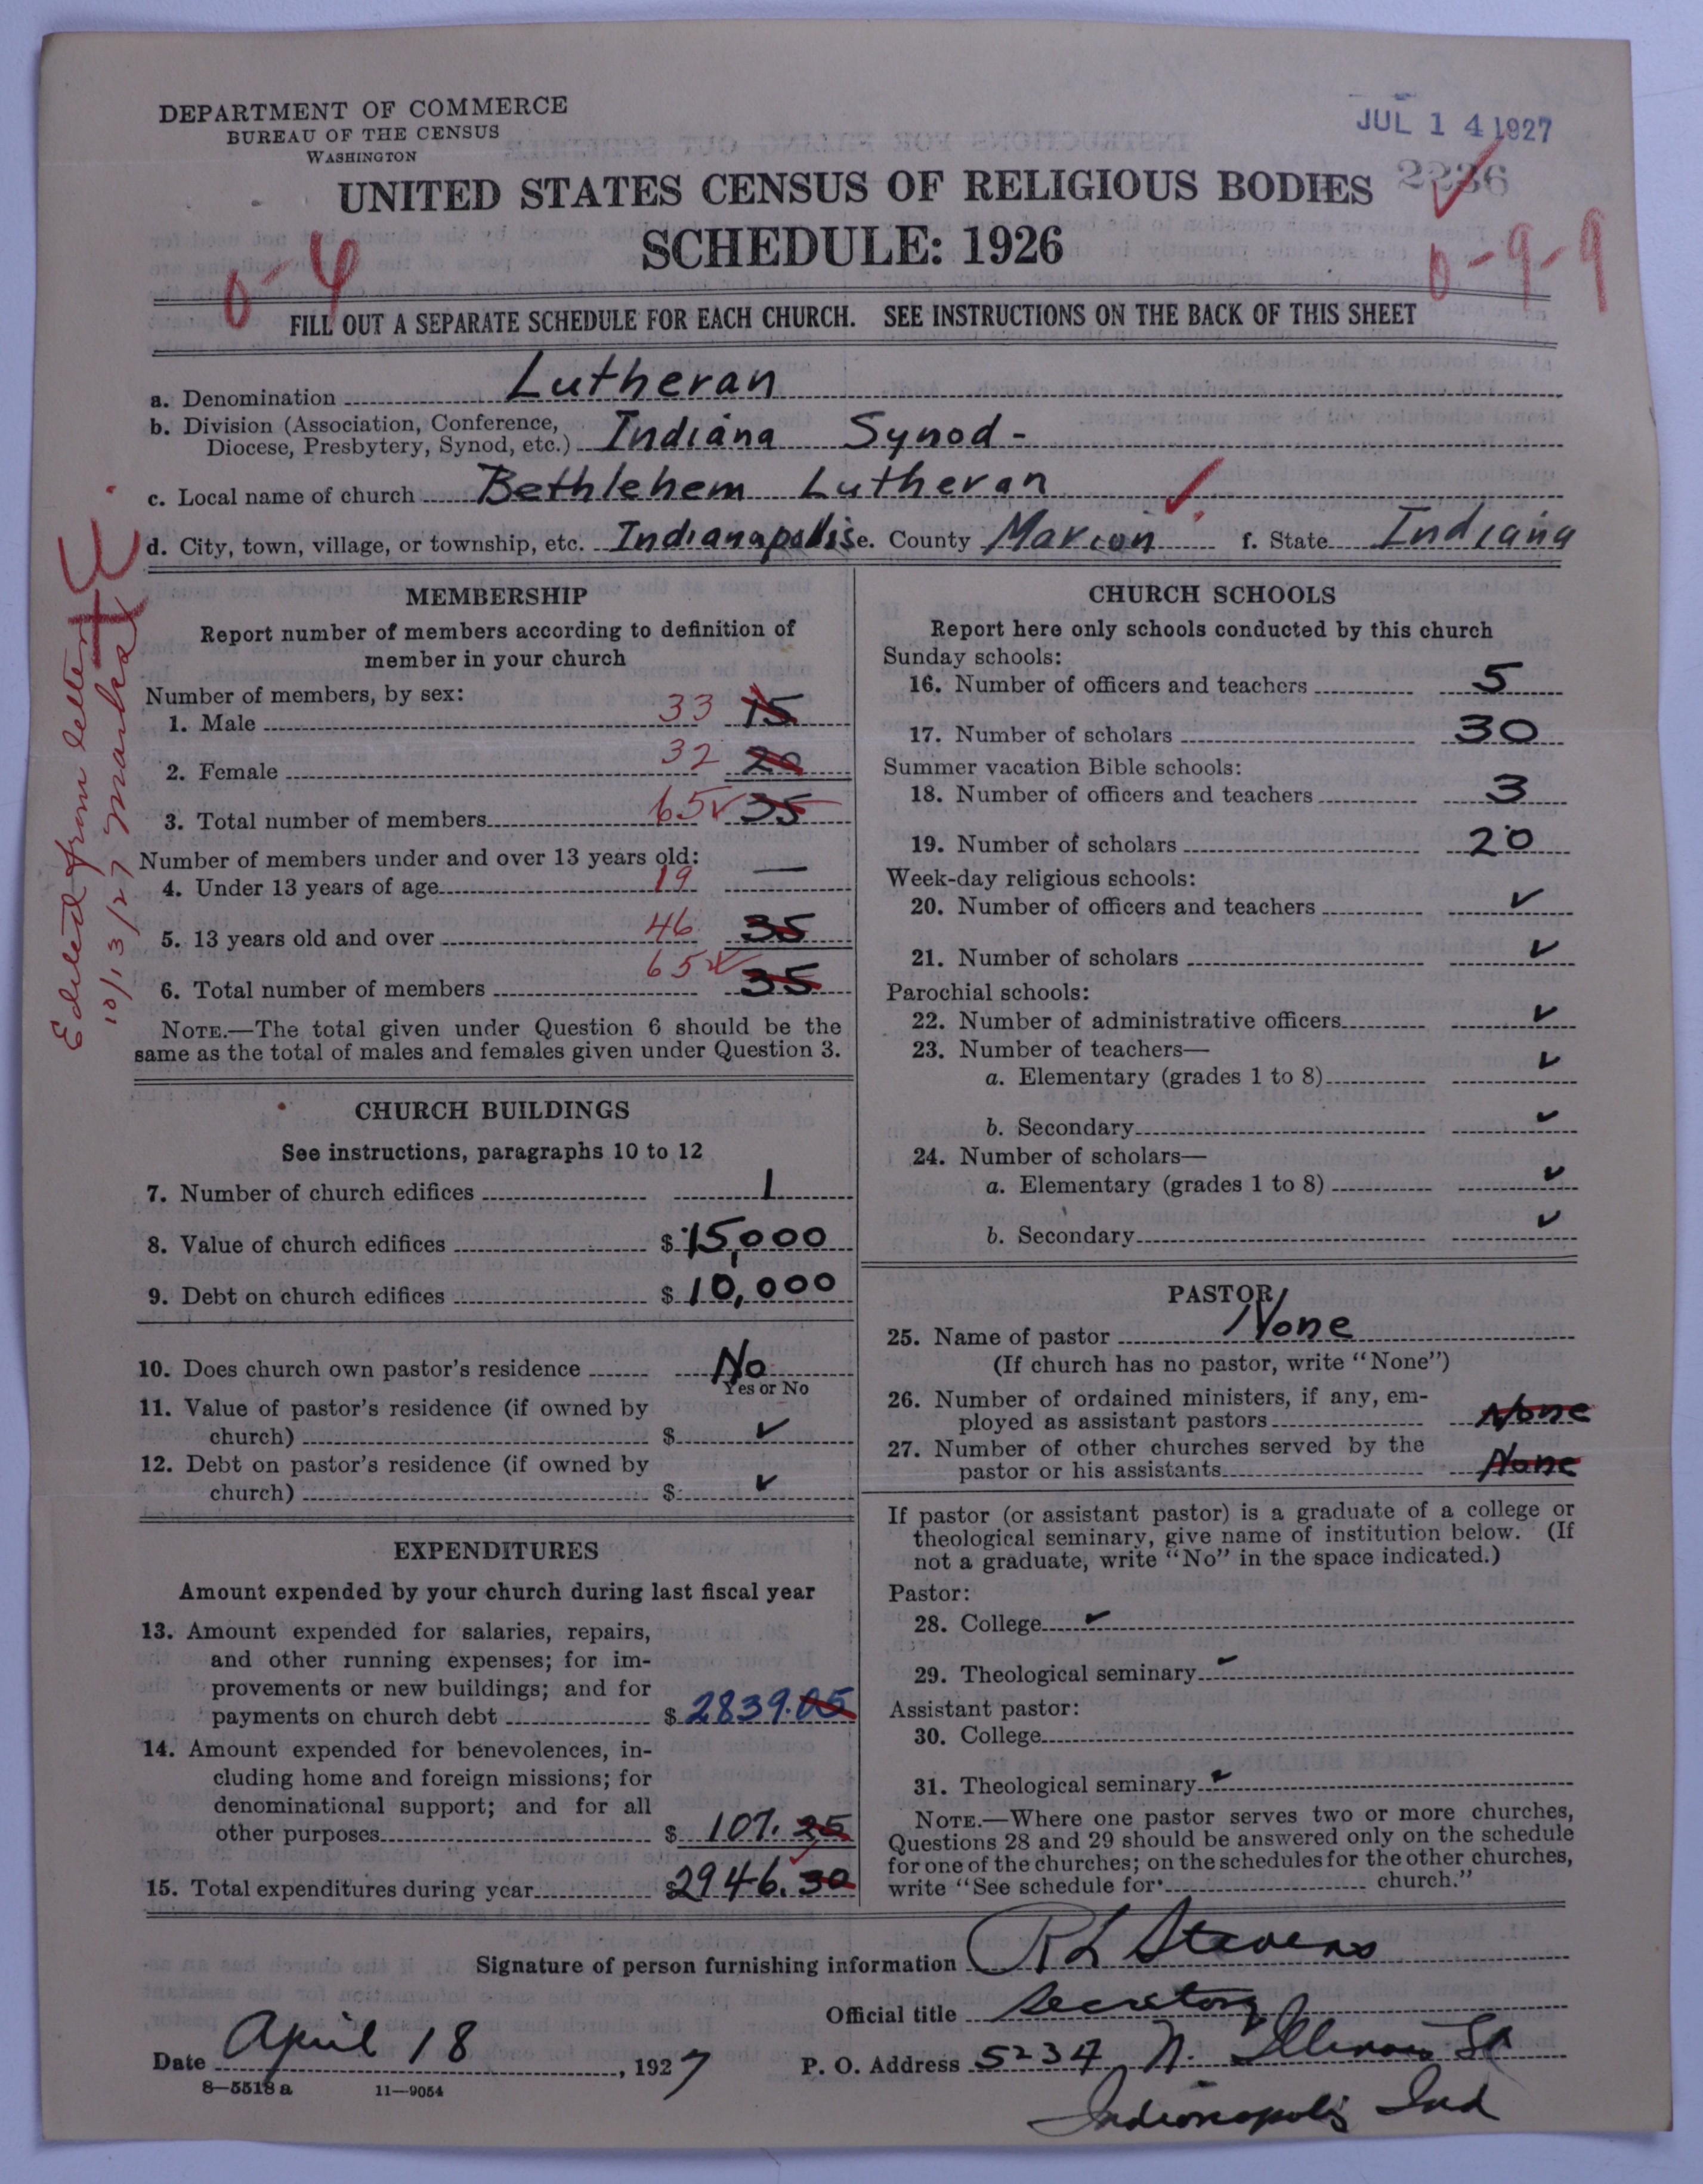 DEPARTMENT OF COMMERCE
BUREAU OF THE CENSUS
WASHINGTON
JUL 14 1927
2236
UNITED STATES CENSUS OF RELIGIOUS BODIES
SCHEDULE: 1926
0-4
0-9-9
FILL OUT A SEPARATE SCHEDULE FOR EACH CHURCH. SEE INSTRUCTIONS ON THE BACK OF THIS SHEET
a. Denomination Lutheran
b. Division (Association, Conference,
Diocese, Presbytery, Synod, etc.) Indiana Synod -
c. Local name of church Bethlehem Lutheran
d. City, town, village, or township, etc. Indianapolis e. County Marion f. State Indiana
Edited from letter
10/13/27
MEMBERSHIP
Report number of members according to definition of
member in your church
Number of members, by sex:
1. Male 33 15
2. Female 32 20
3. Total number of members 65 35
Number of members under and over 13 years old:
4. Under 13 years of age 19 —
5. 13 years old and over 46 35
6. Total number of members 65 35
NOTE.—The total given under Question 6 should be the
same as the total of males and females given under Question 3.
CHURCH BUILDINGS
See instructions, paragraphs 10 to 12
7. Number of church edifices 1
8. Value of church edifices $ 15,000
9. Debt on church edifices $ 10,000
10. Does church own pastor's residence No
Yes or No
11. Value of pastor's residence (if owned by
church) $ ✓
12. Debt on pastor's residence (if owned by
church) $ ✓
EXPENDITURES
Amount expended by your church during last fiscal year
13. Amount expended for salaries, repairs,
and other running expenses; for im-
provements or new buildings; and for
payments on church debt $ 2839.05
14. Amount expended for benevolences, in-
cluding home and foreign missions; for
denominational support; and for all
other purposes $ 107.25
15. Total expenditures during year $2946.30
CHURCH SCHOOLS
Report here only schools conducted by this church
Sunday schools:
16. Number of officers and teachers 5
17. Number of scholars 30
Summer vacation Bible schools:
18. Number of officers and teachers 3
19. Number of scholars 20
Week-day religious schools:
20. Number of officers and teachers ✓
21. Number of scholars ✓
Parochial schools:
22. Number of administrative officers ✓
23. Number of teachers—
a. Elementary (grades 1 to 8) ✓
b. Secondary ✓
24. Number of scholars—
a. Elementary (grades 1 to 8) ✓
b. Secondary ✓
PASTOR
25. Name of pastor None
(If church has no pastor, write "None")
26. Number of ordained ministers, if any, em-
ployed as assistant pastors None
27. Number of other churches served by the
pastor or his assistants None
If pastor (or assistant pastor) is a graduate of a college or
theological seminary, give name of institution below. (If
not a graduate, write "No" in the space indicated.)
Pastor:
28. College ✓
29. Theological seminary ✓
Assistant pastor:
30. College
31. Theological seminary ✓
NOTE.—Where one pastor serves two or more churches,
Questions 28 and 29 should be answered only on the schedule
for one of the churches; on the schedules for the other churches,
write "See schedule for church."
Signature of person furnishing information R L Stevens
Official title Secretary
Date April 18, 1927 P. O. Address 5234 N. Illinois St
Indianapolis Ind
8—5518 a 11—9054